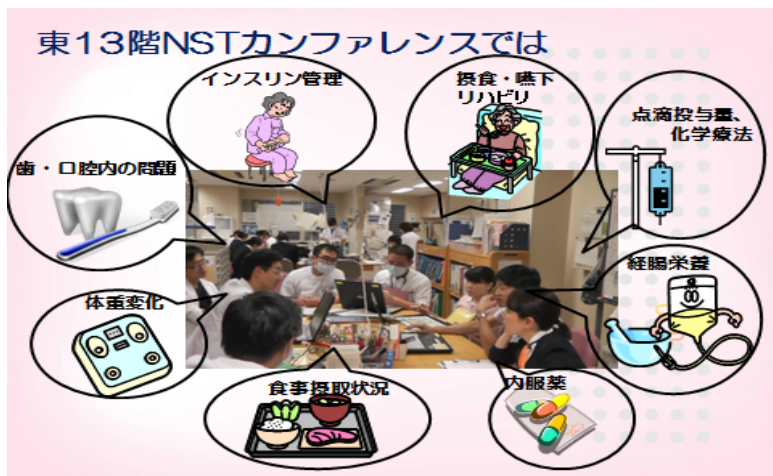 東13階NSTカンファレンスでは
インスリン管理
摂食・嚥下
リハビリ
点滴投与量、
化学療法
歯・口腔内の問題
経腸栄養
体重変化
食事摂取状況
内服薬